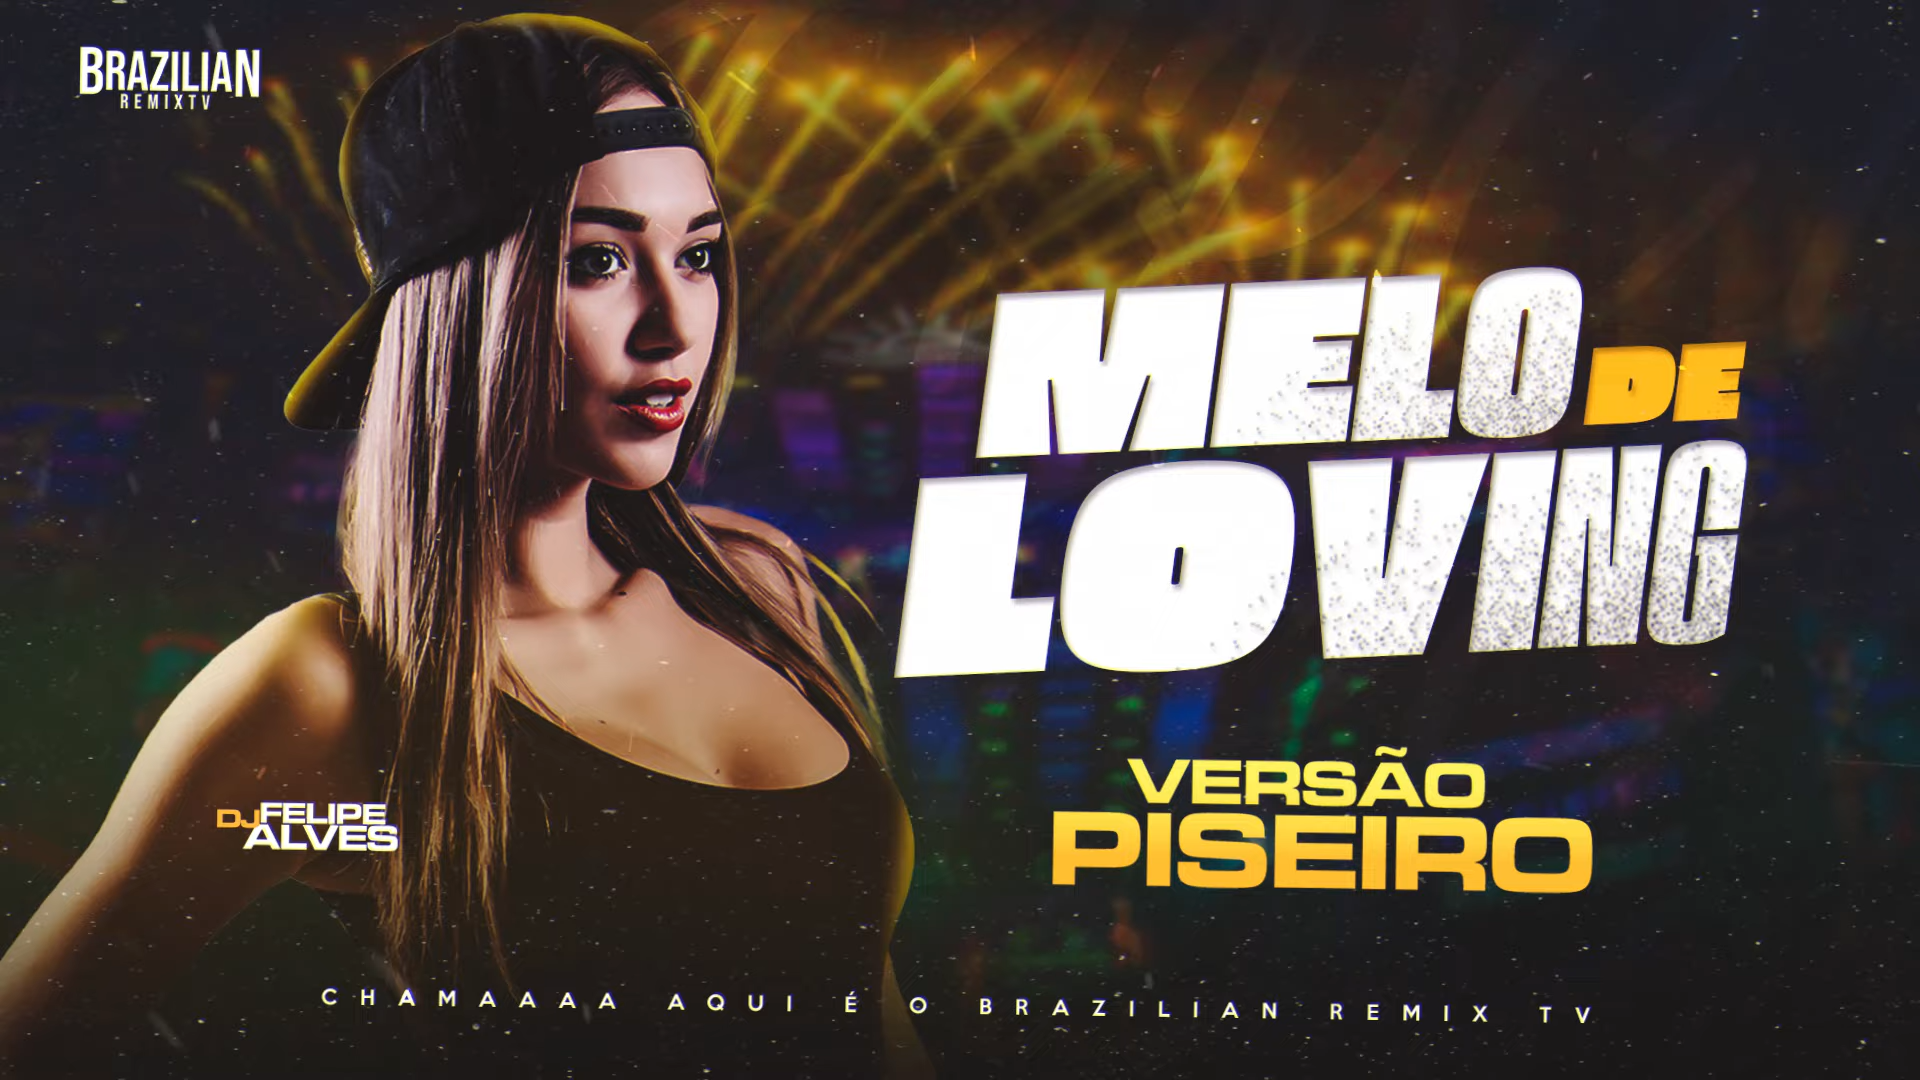 BRAZILIAN
REMIXTV
MELO DE
LOVING
VERSÃO
PISEIRO
DJ FELIPE
ALVES
CHAMAAAA AQUI É O BRAZILIAN REMIX TV